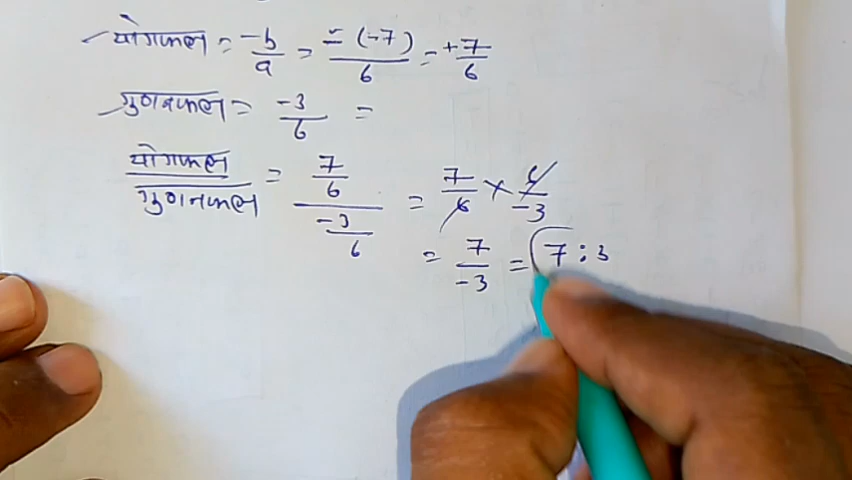 योगफल = -b/a = -(-7)/6 = +7/6
गुणनफल = -3/6 =
योगफल/गुणनफल = 7/6 / -3/6 = 7/6 × 6/-3
= 7/-3 = 7 : 3